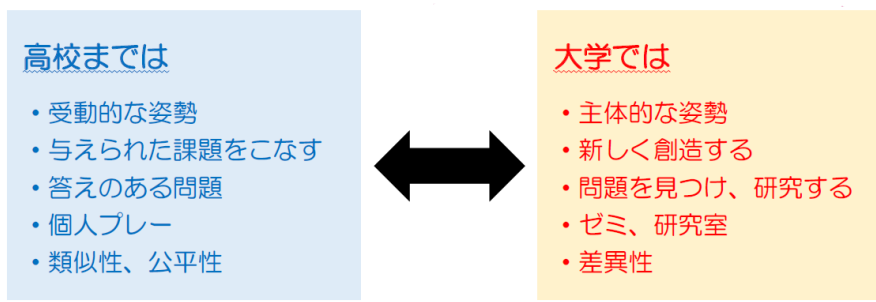 高校までは
・受動的な姿勢
・与えられた課題をこなす
・答えのある問題
・個人プレー
・類似性、公平性
大学では
・主体的な姿勢
・新しく創造する
・問題を見つけ、研究する
・ゼミ、研究室
・差異性